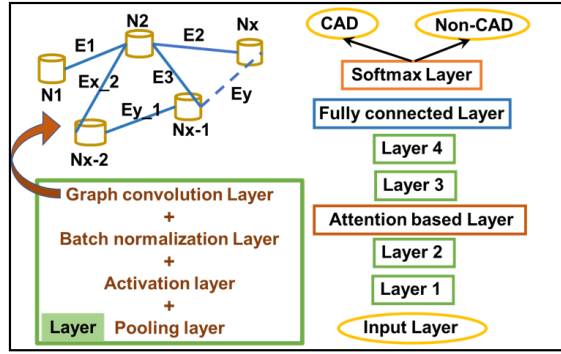 N2
Nx
E1
E2
N1
Ex_2
E3
Ey_1
Ey
Nx-1
Nx-2
Graph convolution Layer
+
Batch normalization Layer
+
Activation layer
+
Pooling layer
Layer
CAD
Non-CAD
Softmax Layer
Fully connected Layer
Layer 4
Layer 3
Attention based Layer
Layer 2
Layer 1
Input Layer